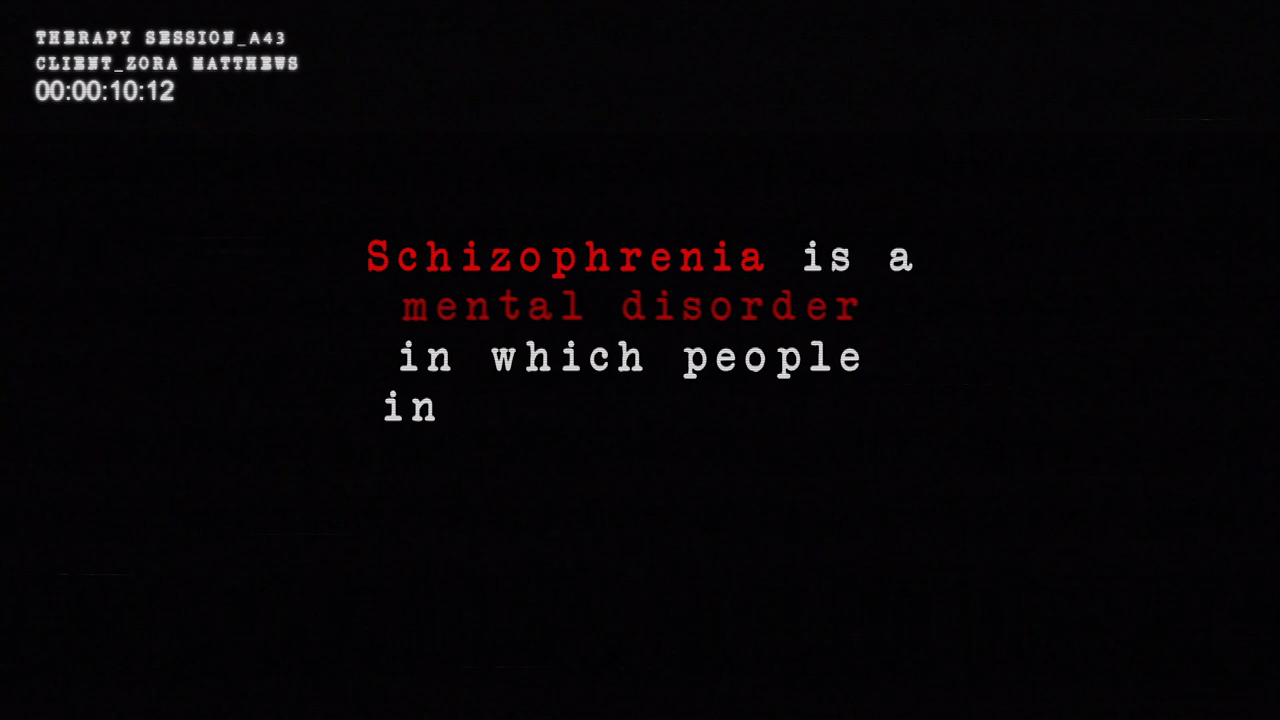 THERAPY SESSION_A43
CLIENT_ZORA MATTHEWS
00:00:10:12
Schizophrenia is a
mental disorder
in which people
in